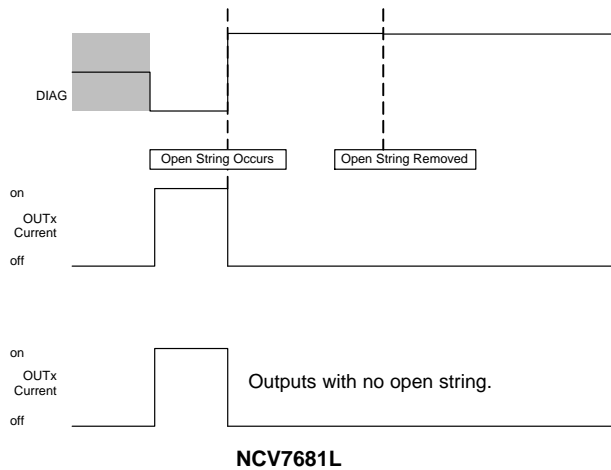 DIAG
Open String Occurs
Open String Removed
on
OUTx
Current
off
on
OUTx
Current
off
Outputs with no open string.
NCV7681L